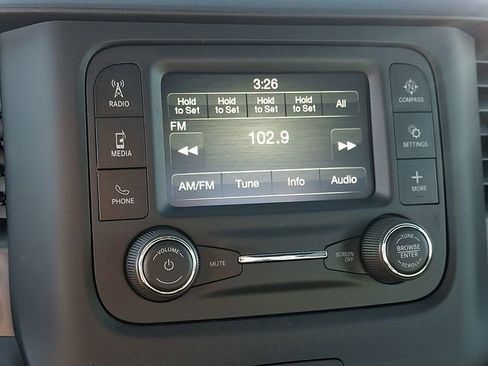 3:26
Hold to Set
Hold to Set
Hold to Set
Hold to Set
All
FM
102.9
AM/FM
Tune
Info
Audio
RADIO
MEDIA
PHONE
COMPASS
SETTINGS
MORE
VOLUME
MUTE
SCREEN OFF
TUNE
BROWSE
ENTER
SCROLL